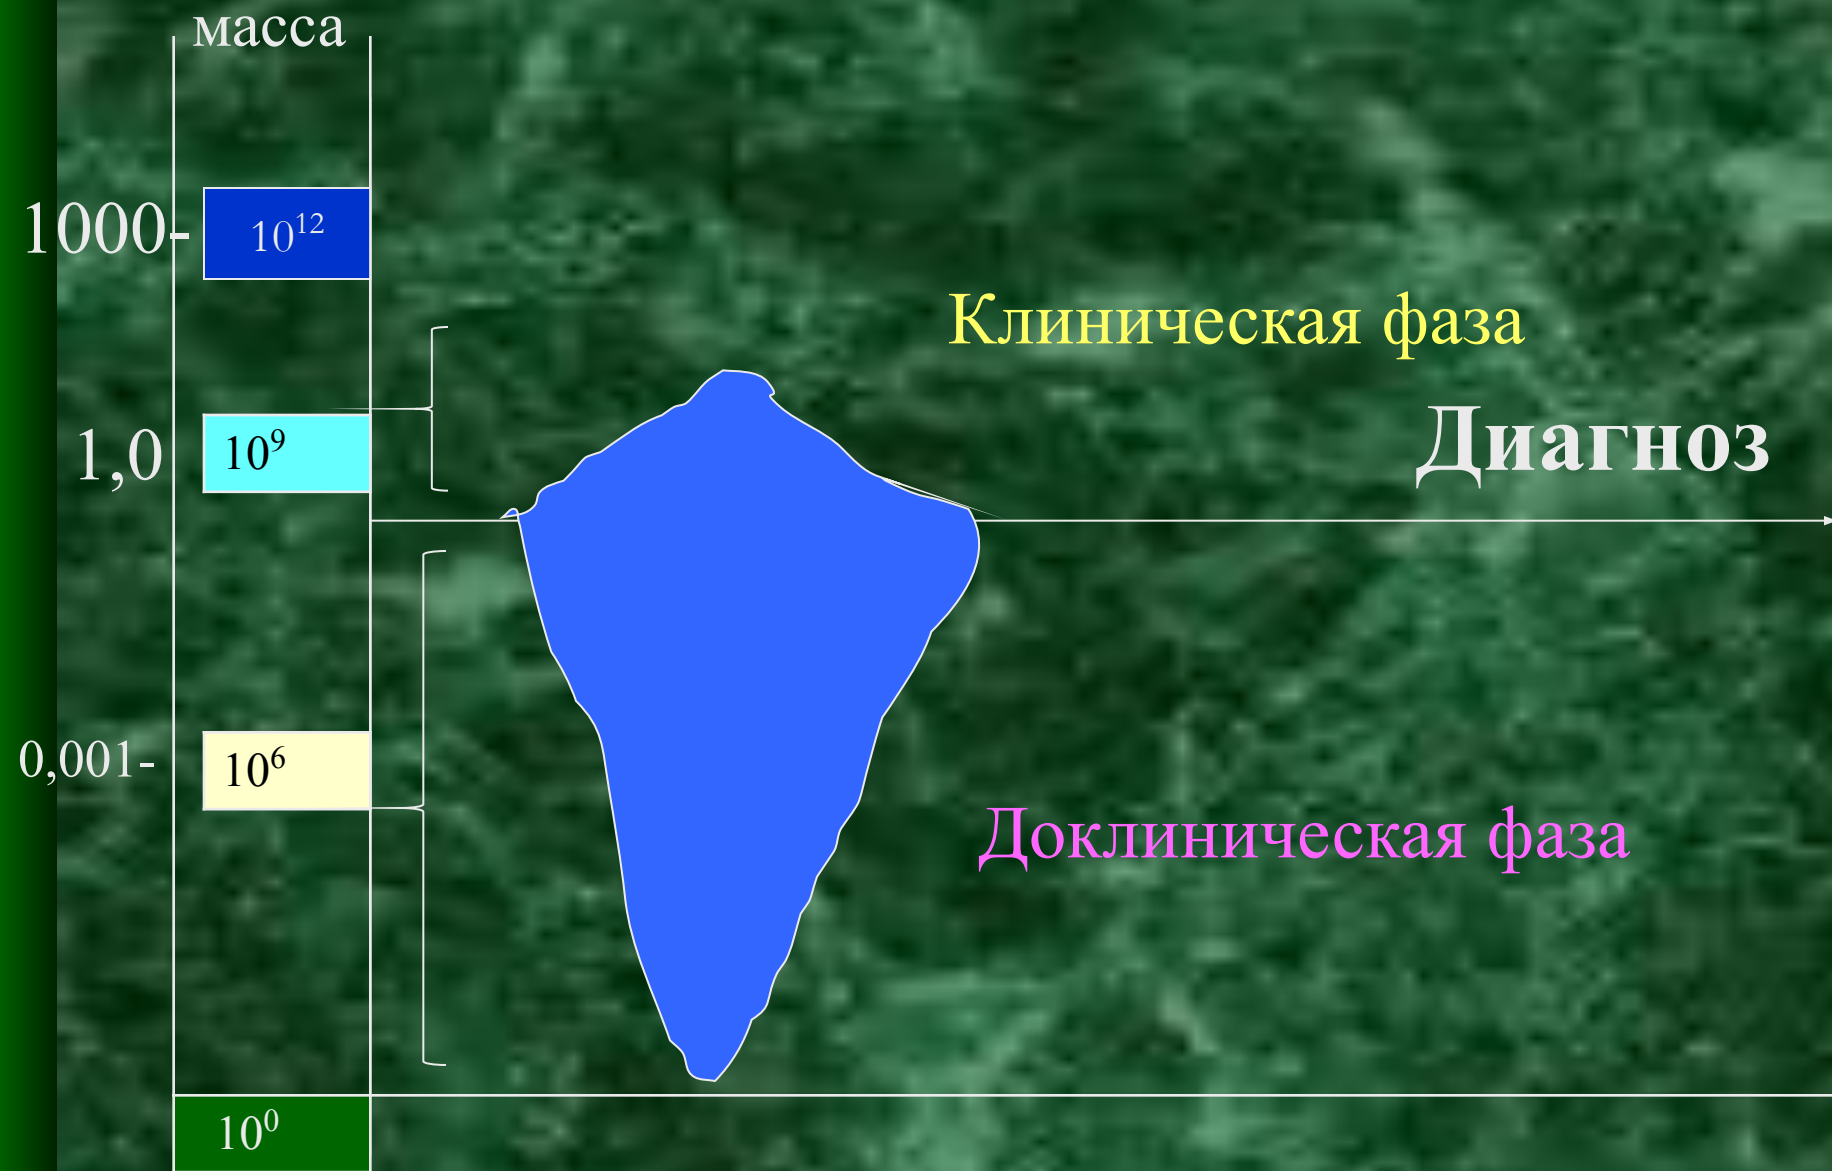 масса
1000-
10¹²
Клиническая фаза
Диагноз
1,0
10⁹
0,001-
10⁶
Доклиническая фаза
10⁰